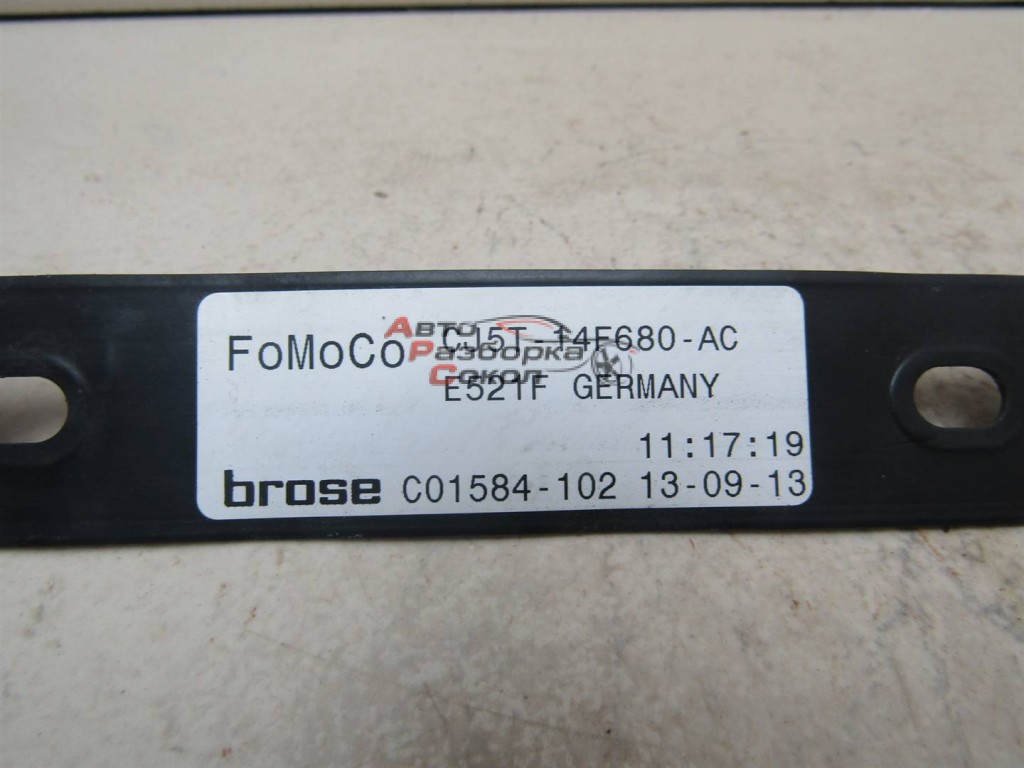 FoMoCo CJ5T-14F680-AC
E521F GERMANY
11:17:19
brose C01584-102 13-09-13
Авто
Разборка
Сокол